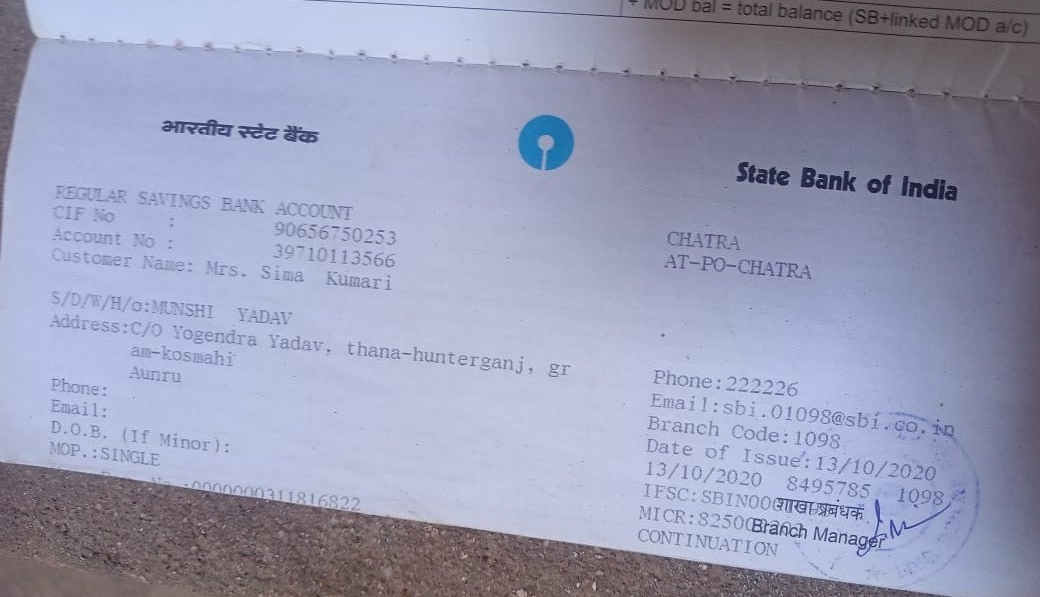 + MOD bal = total balance (SB+linked MOD a/c)
भारतीय स्टेट बैंक
State Bank of India
REGULAR SAVINGS BANK ACCOUNT
CIF No : 90656750253
Account No : 39710113566
Customer Name: Mrs. Sima Kumari
S/D/W/H/o:MUNSHI YADAV
Address:C/O Yogendra Yadav, thana-hunterganj, gr
am-kosmahi
Aunru
Phone:
Email:
D.O.B. (If Minor):
MOP.:SINGLE
No :0000000311816822
CHATRA
AT-PO-CHATRA
Phone:222226
Email:sbi.01098@sbi.co.in
Branch Code:1098
Date of Issue:13/10/2020
13/10/2020 8495785 1098
IFSC:SBIN00
शाखा प्रबंधक
MICR:82500
Branch Manager
CONTINUATION